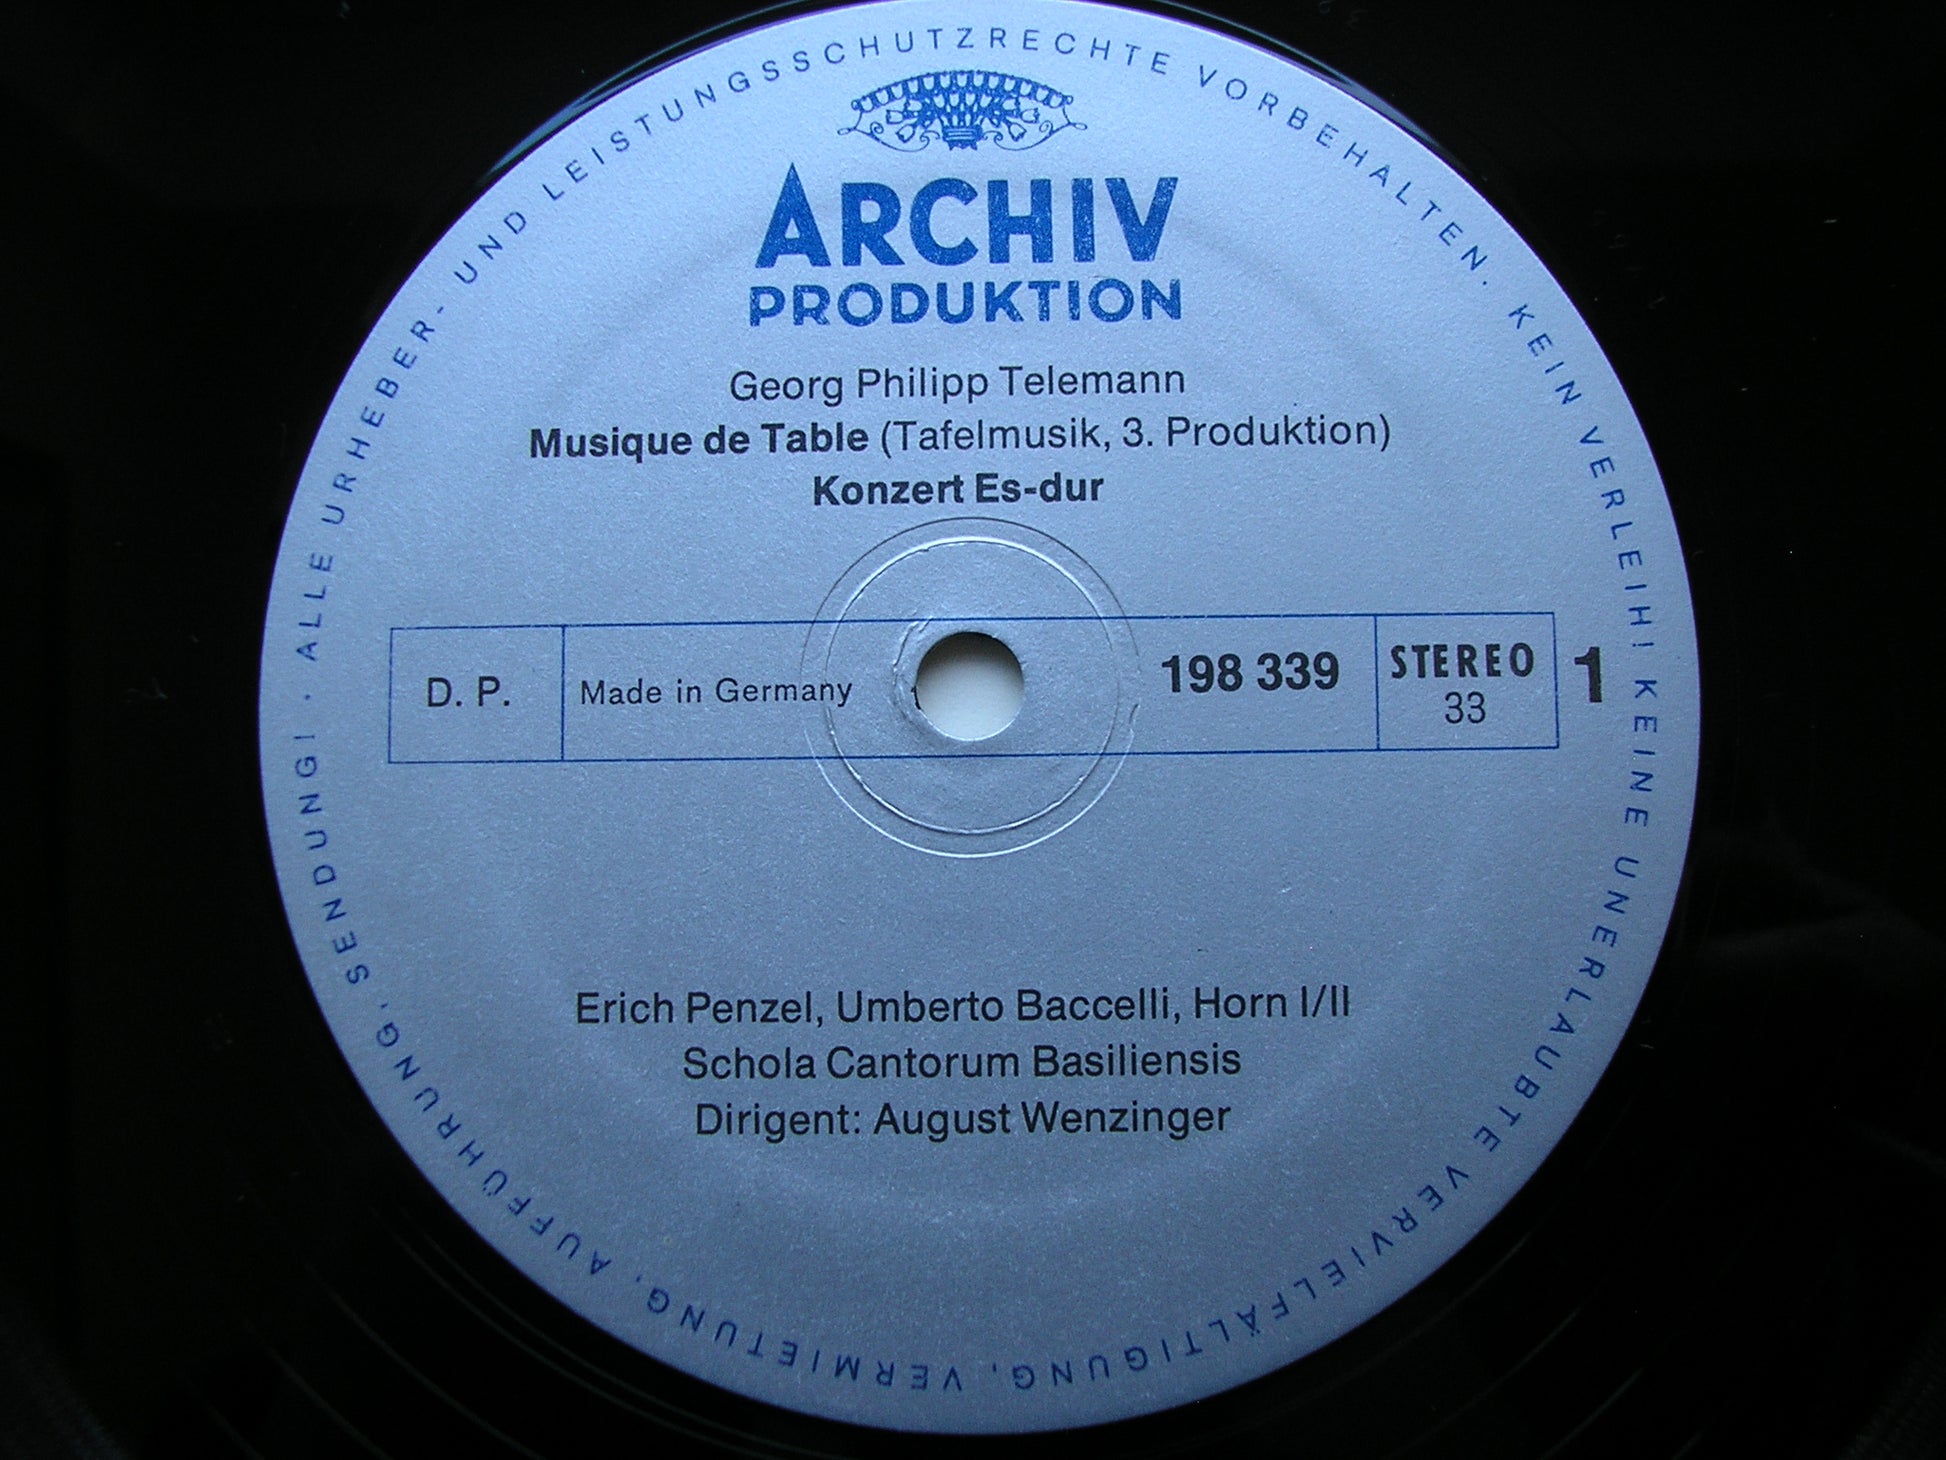 ALLE URHEBER- UND LEISTUNGSSCHUTZRECHTE VORBEHALTEN. KEIN VERLEIH! KEINE UNERLAUBTE VERVIELFÄLTIGUNG, VERMIETUNG, AUFFÜHRUNG, SENDUNG! ·
ARCHIV
PRODUKTION
Georg Philipp Telemann
Musique de Table (Tafelmusik, 3. Produktion)
Konzert Es-dur
D. P.
Made in Germany
198 339
STEREO
33
1
Erich Penzel, Umberto Baccelli, Horn I/II
Schola Cantorum Basiliensis
Dirigent: August Wenzinger